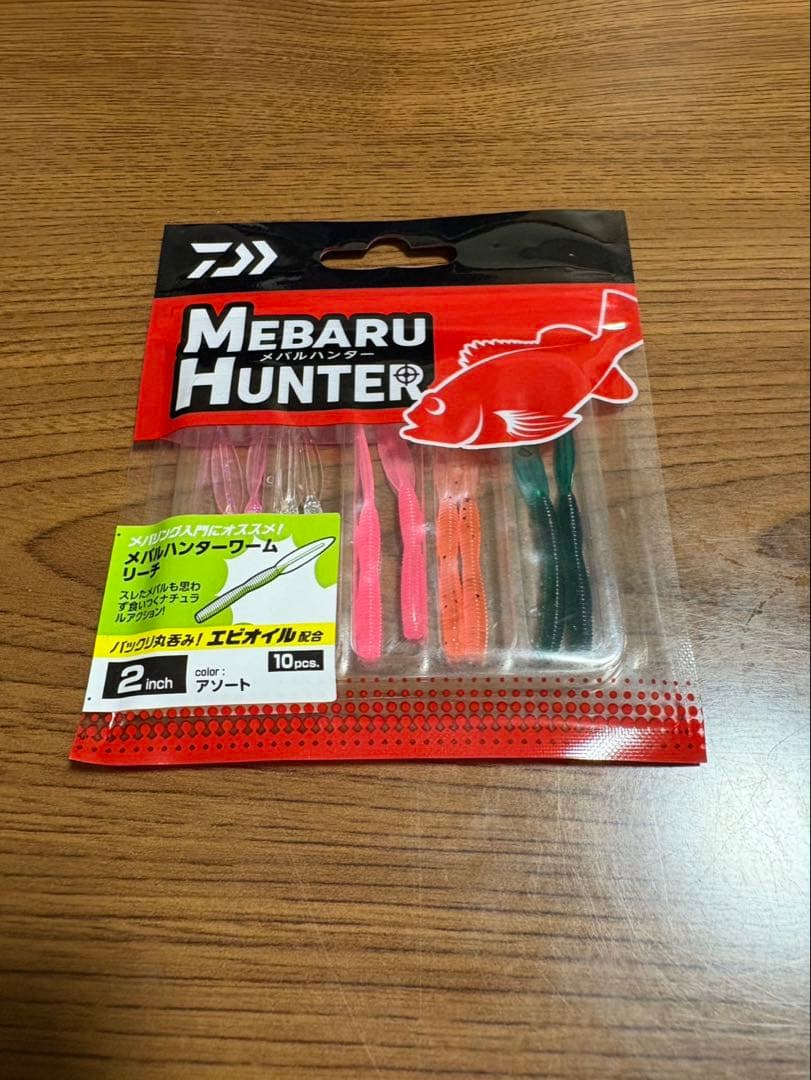 MEBARU
メバルハンター
HUNTER
メバリング入門にオススメ!
メバルハンターワーム
リーチ
スレたメバルも思わ
ず食いつくナチュラ
ルアクション!
パックリ丸呑み! エビオイル配合
2 inch
color:
アソート
10pcs.